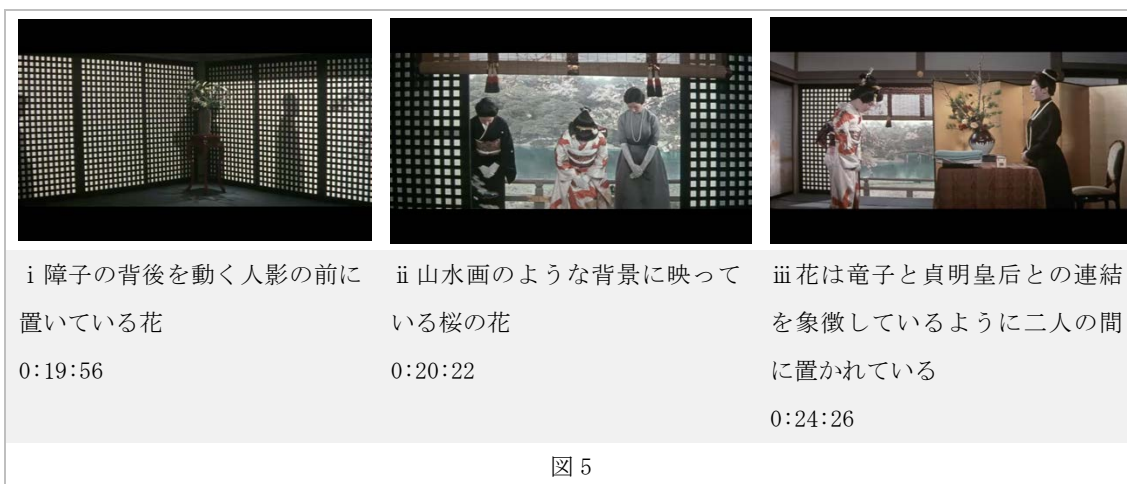 ⅰ障子の背後を動く人影の前に
置いている花
0:19:56
ⅱ山水画のような背景に映って
いる桜の花
0:20:22
ⅲ花は竜子と貞明皇后との連結
を象徴しているように二人の間
に置かれている
0:24:26
図 5